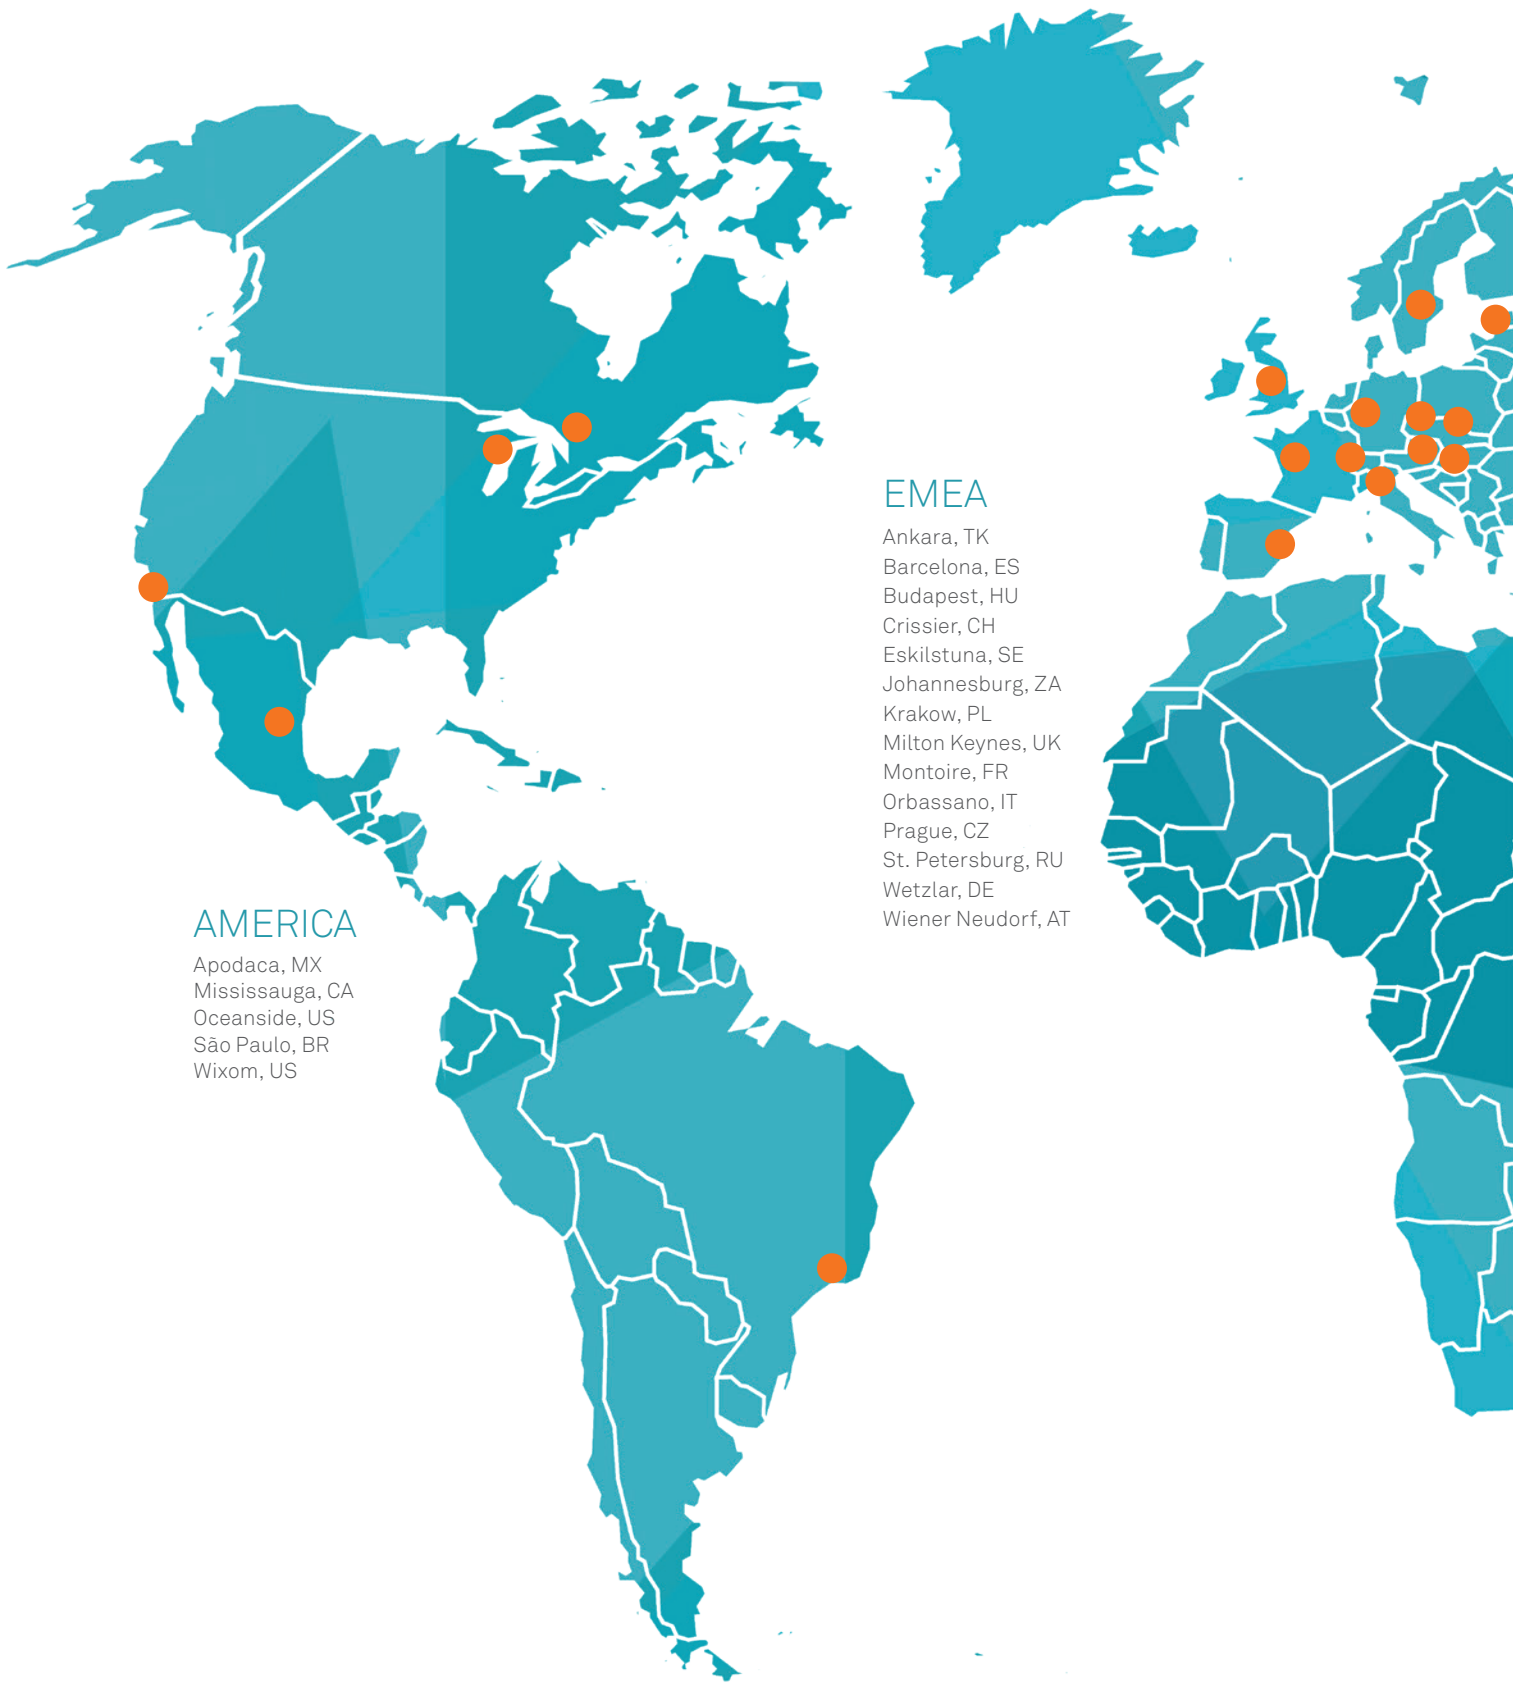 EMEA
Ankara, TK
Barcelona, ES
Budapest, HU
Crissier, CH
Eskilstuna, SE
Johannesburg, ZA
Krakow, PL
Milton Keynes, UK
Montoire, FR
Orbassano, IT
Prague, CZ
St. Petersburg, RU
Wetzlar, DE
Wiener Neudorf, AT
AMERICA
Apodaca, MX
Mississauga, CA
Oceanside, US
São Paulo, BR
Wixom, US